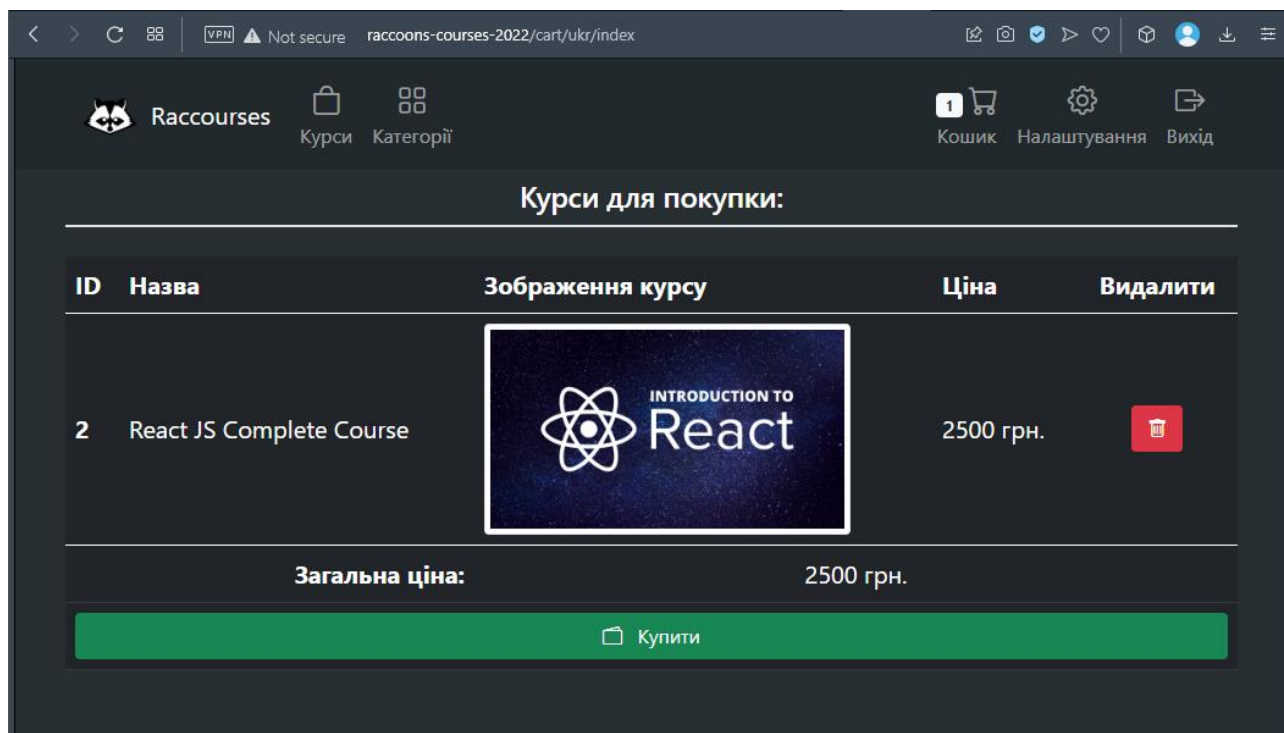 VPN Not secure raccoons-courses-2022/cart/ukr/index
Raccourses Курси Категорії 1 Кошик Налаштування Вихід
Курси для покупки:
ID Назва Зображення курсу Ціна Видалити
INTRODUCTION TO
React
2 React JS Complete Course 2500 грн.
Загальна ціна: 2500 грн.
Купити